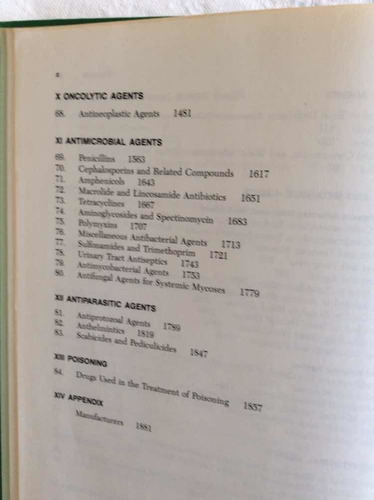 X ONCOLYTIC AGENTS
68. Antineoplastic Agents 1481
XI ANTIMICROBIAL AGENTS
69. Penicillins 1563
70. Cephalosporins and Related Compounds 1617
71. Amphenicols 1643
72. Macrolide and Lincosamide Antibiotics 1651
73. Tetracyclines 1667
74. Aminoglycosides and Spectinomycin 1683
75. Polymyxins 1707
76. Miscellaneous Antibacterial Agents 1713
77. Sulfonamides and Trimethoprim 1721
78. Urinary Tract Antiseptics 1743
79. Antimycobacterial Agents 1753
80. Antifungal Agents for Systemic Mycoses 1779
XII ANTIPARASITIC AGENTS
81. Antiprotozoal Agents 1789
82. Anthelmintics 1819
83. Scabicides and Pediculicides 1847
XIII POISONING
84. Drugs Used in the Treatment of Poisoning 1857
XIV APPENDIX
Manufacturers 1881